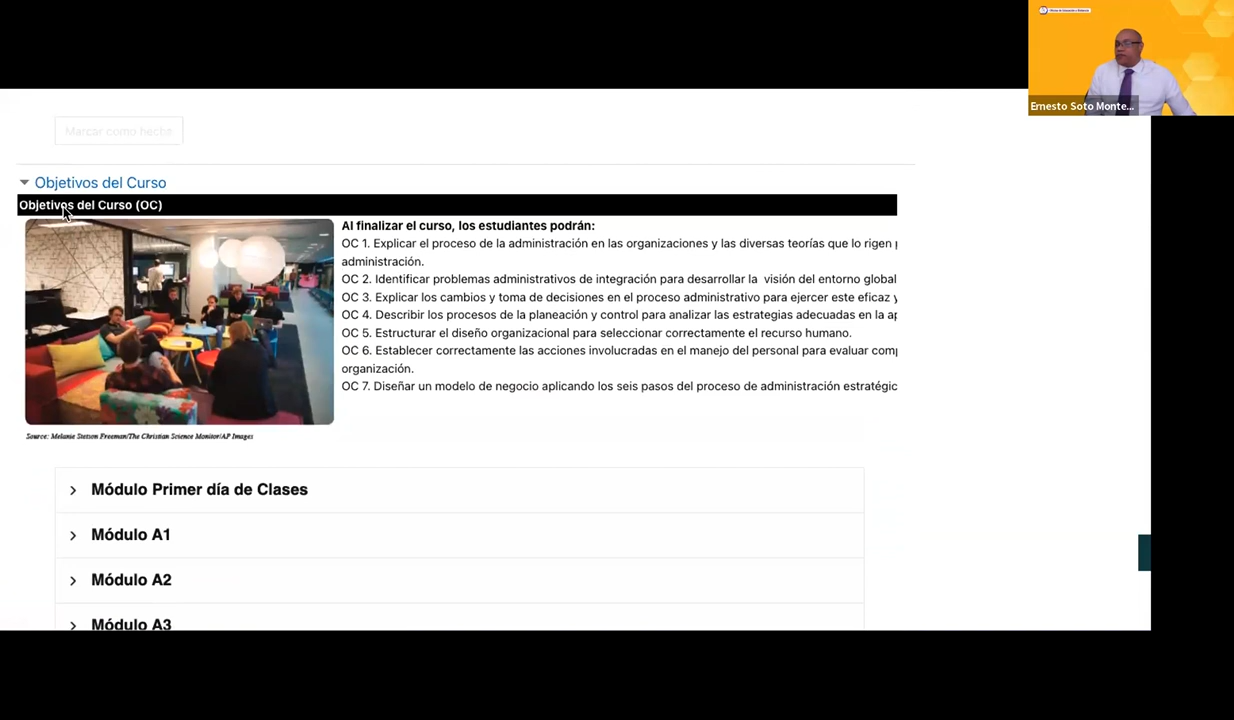 Marcar como hecho
Objetivos del Curso
Objetivos del Curso (OC)
Al finalizar el curso, los estudiantes podrán:
OC 1. Explicar el proceso de la administración en las organizaciones y las diversas teorías que lo rigen
administración.
OC 2. Identificar problemas administrativos de integración para desarrollar la visión del entorno global
OC 3. Explicar los cambios y toma de decisiones en el proceso administrativo para ejercer este eficaz y
OC 4. Describir los procesos de la planeación y control para analizar las estrategias adecuadas en la
OC 5. Estructurar el diseño organizacional para seleccionar correctamente el recurso humano.
OC 6. Establecer correctamente las acciones involucradas en el manejo del personal para evaluar
organización.
OC 7. Diseñar un modelo de negocio aplicando los seis pasos del proceso de administración
Source: Melanie Stetson Freeman/The Christian Science Monitor/AP Images
Módulo Primer día de Clases
Módulo A1
Módulo A2
Módulo A3
Ernesto Soto Monte...